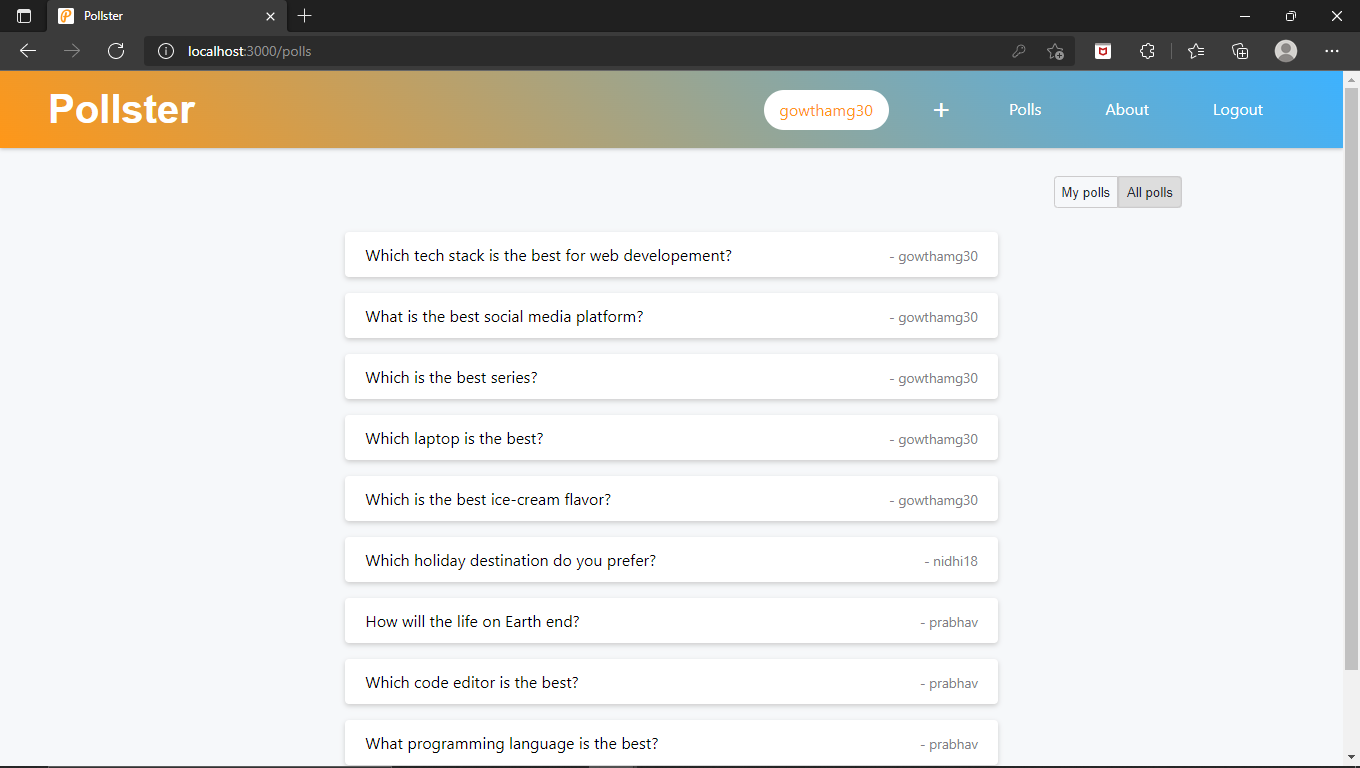 Pollster
localhost:3000/polls
Pollster gowthamg30 + Polls About Logout
My polls All polls
Which tech stack is the best for web developement? - gowthamg30
What is the best social media platform? - gowthamg30
Which is the best series? - gowthamg30
Which laptop is the best? - gowthamg30
Which is the best ice-cream flavor? - gowthamg30
Which holiday destination do you prefer? - nidhi18
How will the life on Earth end? - prabhav
Which code editor is the best? - prabhav
What programming language is the best? - prabhav